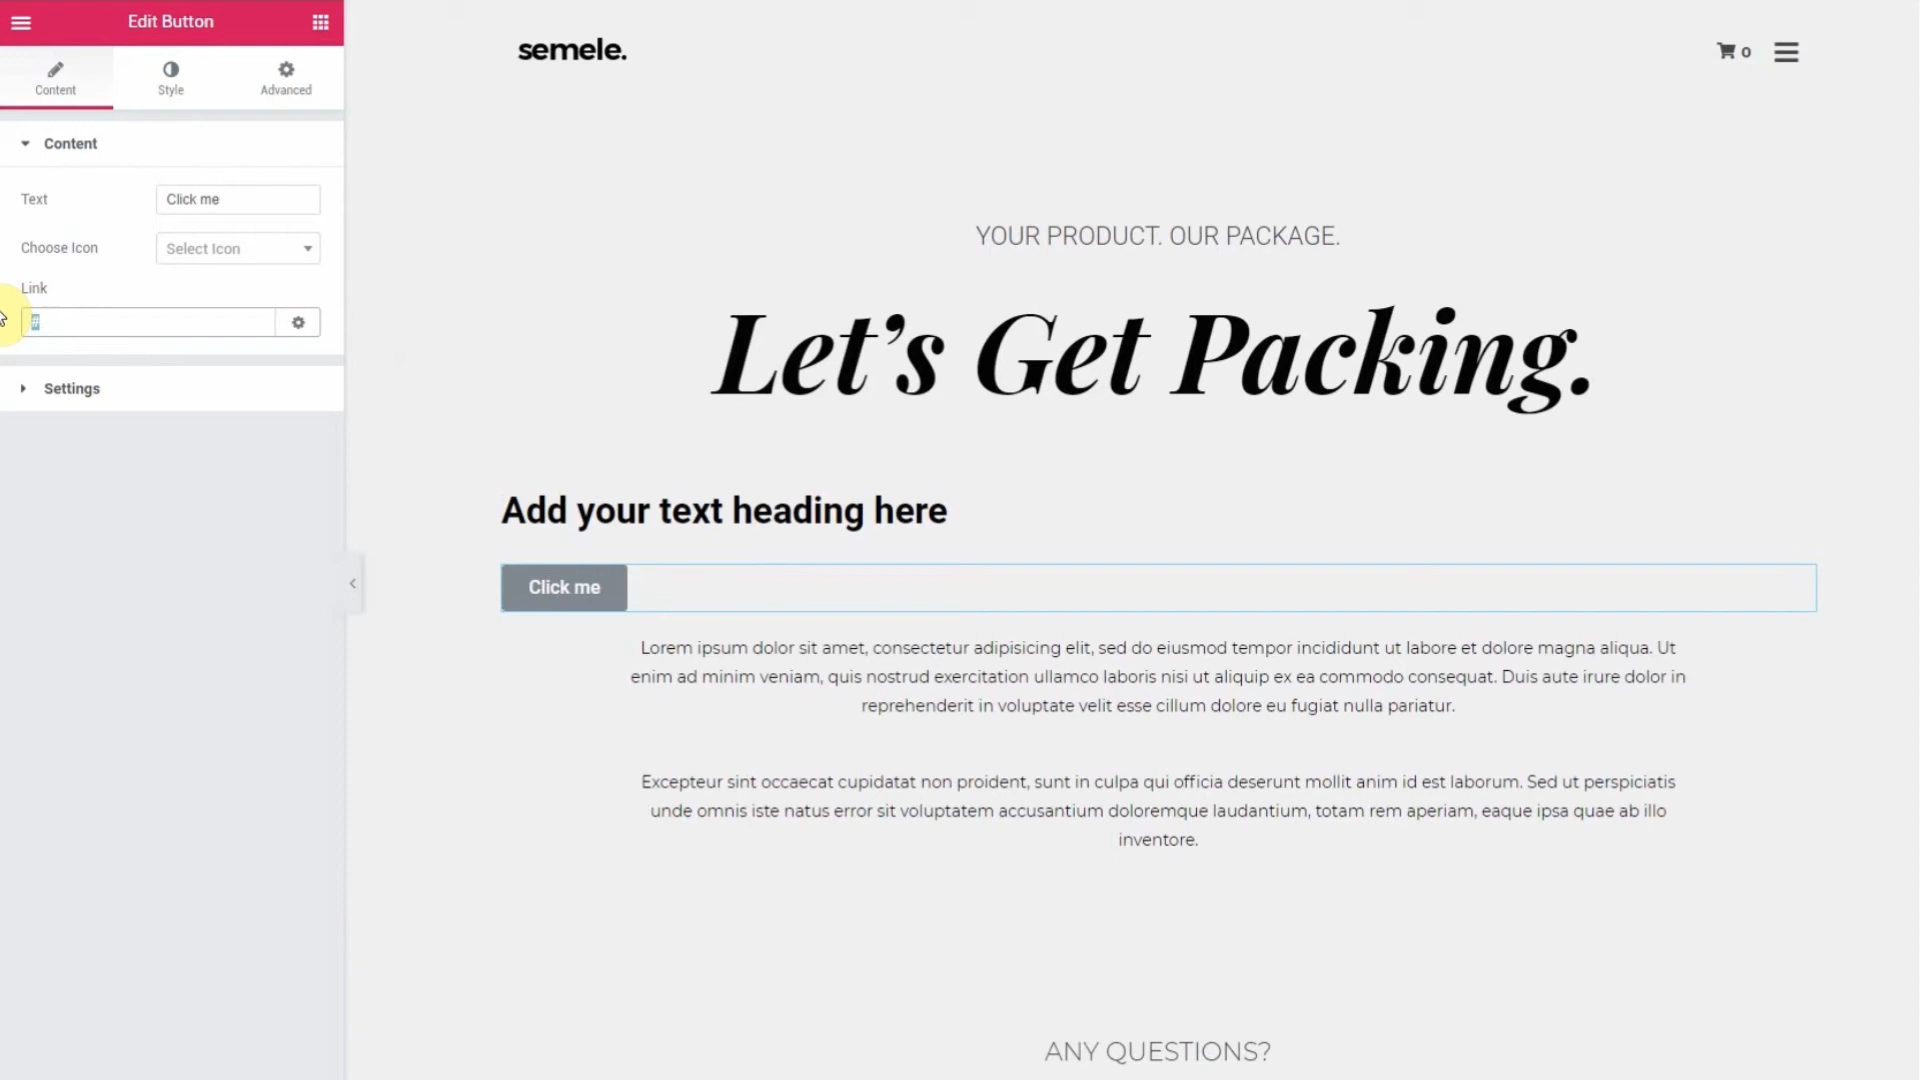 Edit Button
Content
Style
Advanced
Content
Text
Click me
Choose Icon
Select Icon
Link
#
Settings
semele.
0
YOUR PRODUCT. OUR PACKAGE.
Let’s Get Packing.
Add your text heading here
Click me
Lorem ipsum dolor sit amet, consectetur adipisicing elit, sed do eiusmod tempor incididunt ut labore et dolore magna aliqua. Ut
enim ad minim veniam, quis nostrud exercitation ullamco laboris nisi ut aliquip ex ea commodo consequat. Duis aute irure dolor in
reprehenderit in voluptate velit esse cillum dolore eu fugiat nulla pariatur.
Excepteur sint occaecat cupidatat non proident, sunt in culpa qui officia deserunt mollit anim id est laborum. Sed ut perspiciatis
unde omnis iste natus error sit voluptatem accusantium doloremque laudantium, totam rem aperiam, eaque ipsa quae ab illo
inventore.
ANY QUESTIONS?